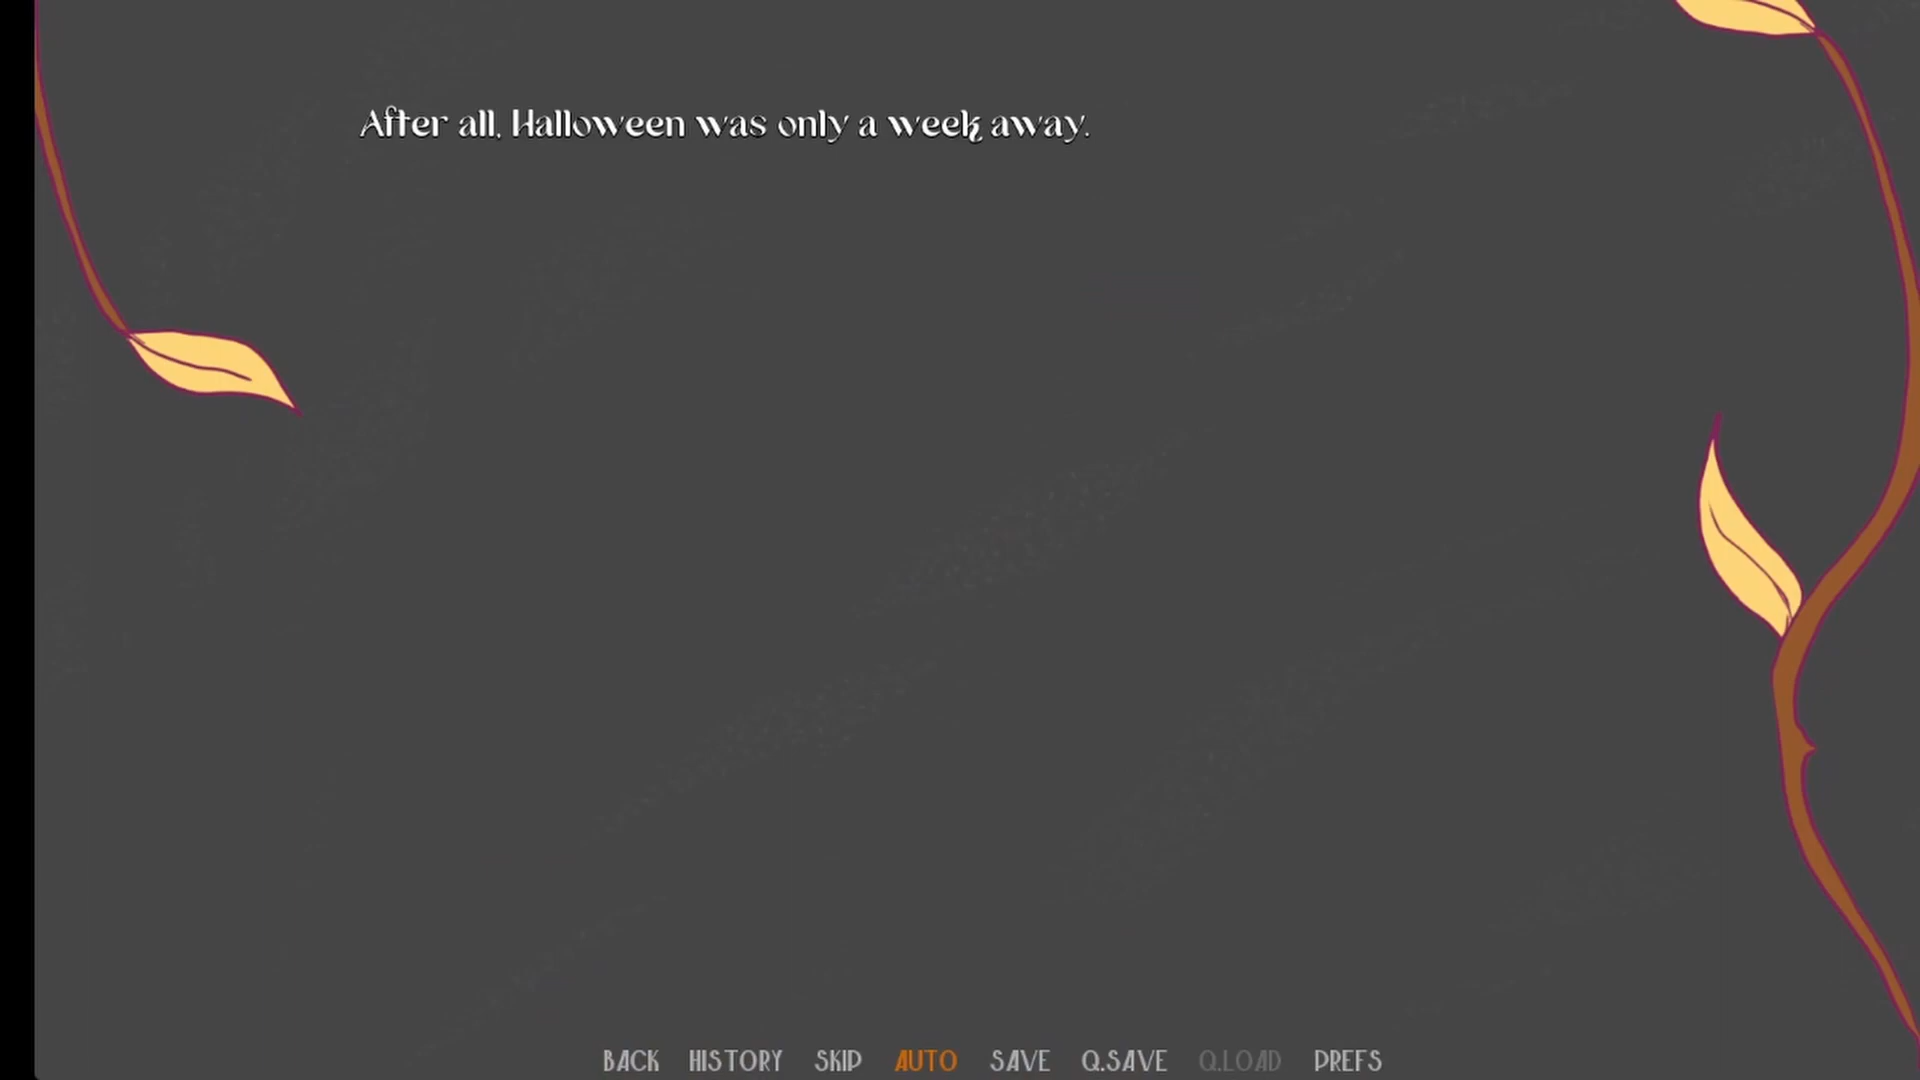 After all, Halloween was only a week away.
BACK HISTORY SKIP AUTO SAVE Q.SAVE Q.LOAD PREFS